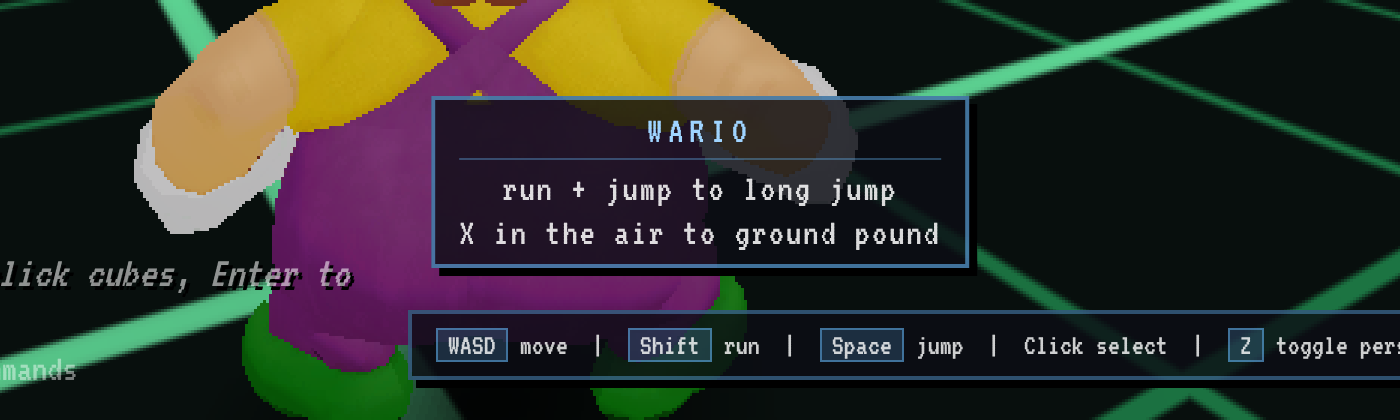 WARIO
run + jump to long jump
X in the air to ground pound
lick cubes, Enter to
WASD move | Shift run | Space jump | Click select | Z toggle pers
mands